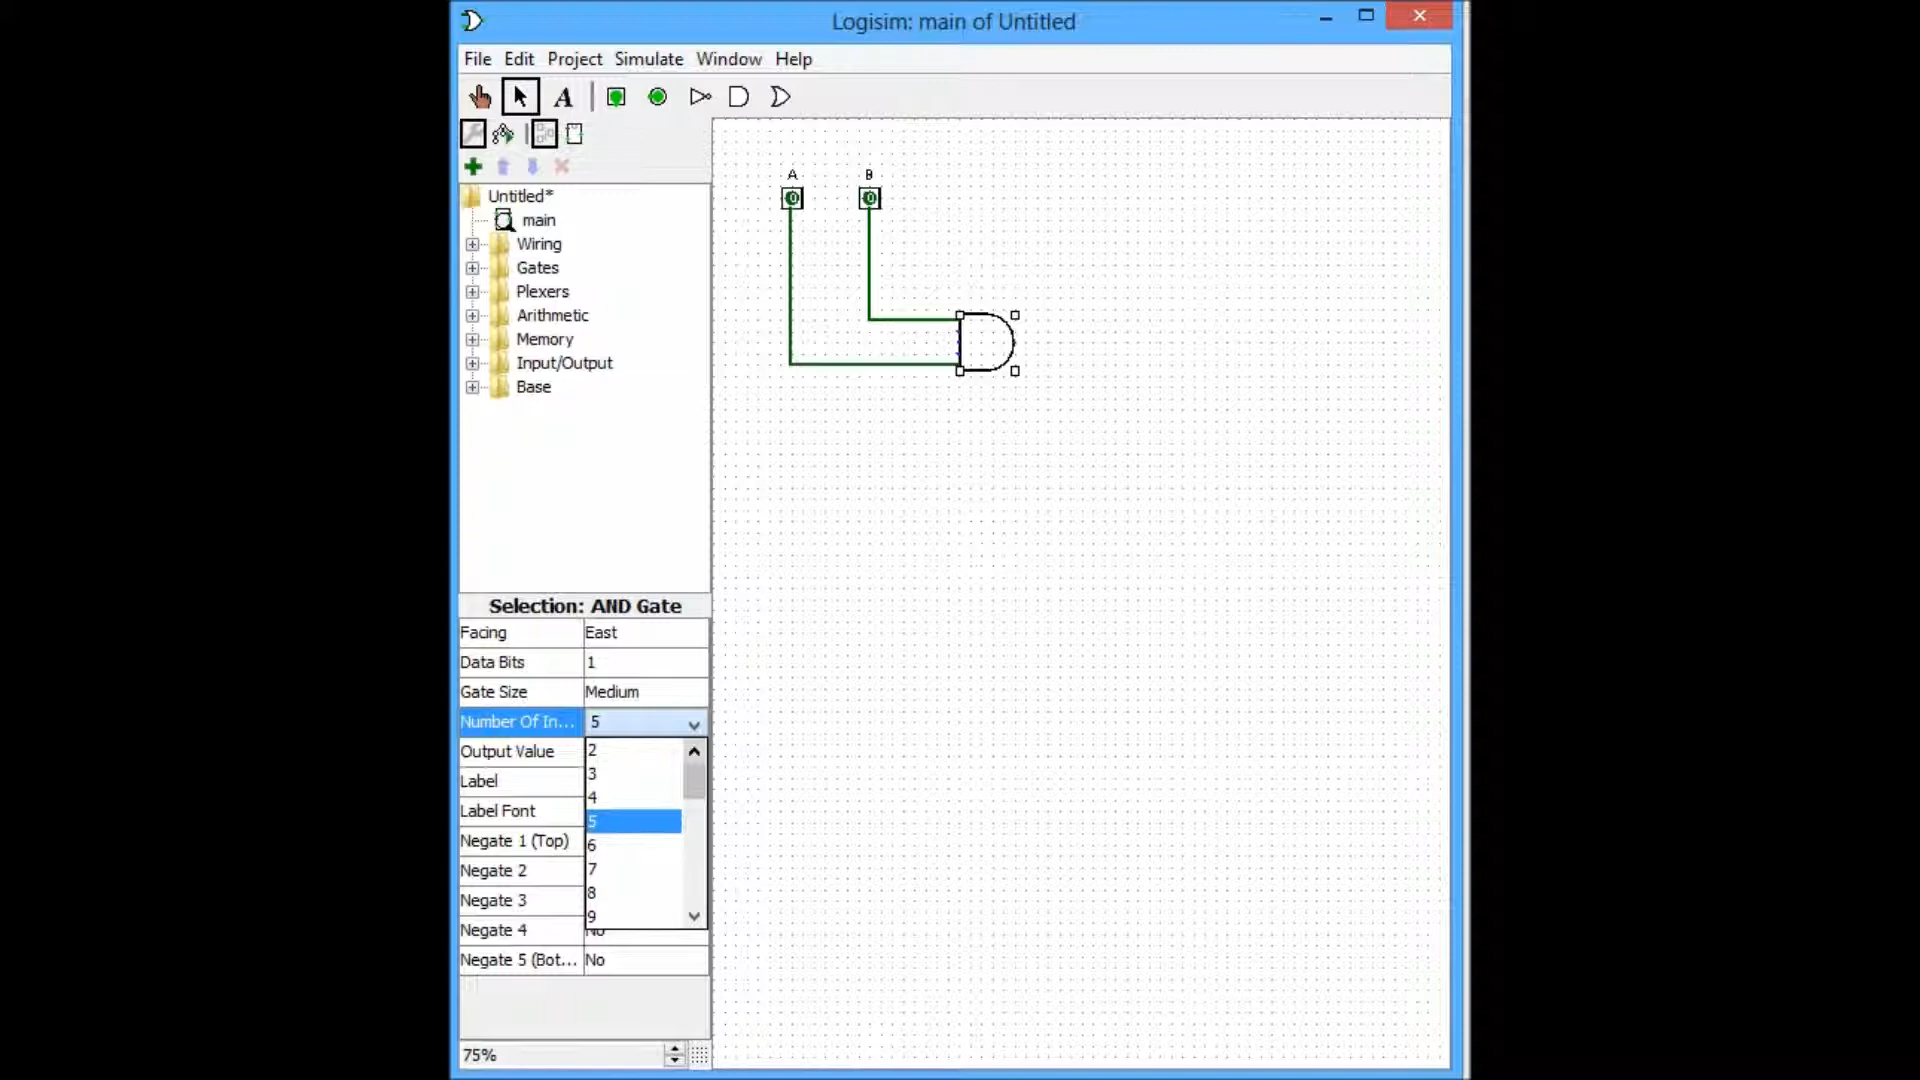 Logisim: main of Untitled
File Edit Project Simulate Window Help
A
Untitled*
main
Wiring
Gates
Plexers
Arithmetic
Memory
Input/Output
Base
A B
0 0
Selection: AND Gate
Facing East
Data Bits 1
Gate Size Medium
Number Of In... 5
Output Value
Label
Label Font
Negate 1 (Top)
Negate 2
Negate 3
Negate 4 No
Negate 5 (Bot... No
2
3
4
5
6
7
8
9
75%